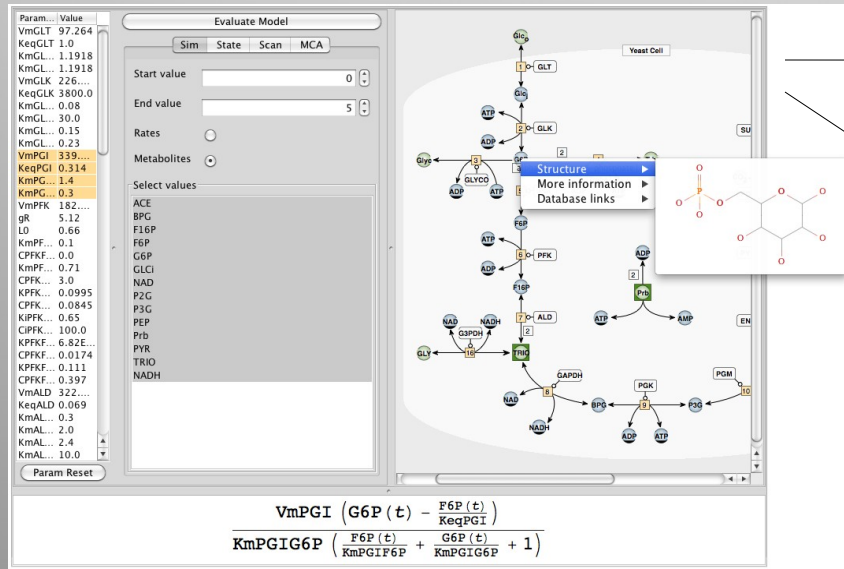 Param... Value
VmGLT 97.264
KeqGLT 1.0
KmGL... 1.1918
KmGL... 1.1918
VmGLK 226....
KeqGLK 3800.0
KmGL... 0.08
KmGL... 30.0
KmGL... 0.15
KmGL... 0.23
VmPGI 339....
KeqPGI 0.314
KmPG... 1.4
KmPG... 0.3
VmPFK 182....
gR 5.12
L0 0.66
KmPF... 0.1
CPFKF... 0.0
KmPF... 0.71
CPFK... 3.0
KPFK... 0.0995
CPFK... 0.0845
KiPFK... 0.65
CiPFK... 100.0
KPFKF... 6.82E...
CPFKF... 0.0174
KPFKF... 0.111
CPFKF... 0.397
VmALD 322....
KeqALD 0.069
KmAL... 0.3
KmAL... 2.0
KmAL... 2.4
KmAL... 10.0
Param Reset
Evaluate Model
Sim State Scan MCA
Start value 0
End value 5
Rates
Metabolites
Select values
ACE
BPG
F16P
F6P
G6P
GLCi
NAD
P2G
P3G
PEP
Prb
PYR
TRIO
NADH
Glc
Yeast Cell
1 GLT
Glc
ATP
2 GLK
ADP
SU
2
Glyc 3 G6P
GLYCO
ADP ATP
Structure
More information
Database links
O
O P O O O
O
O O
O
F6P
ATP
6 PFK
ADP
F16P
ADP
2
Prb
ATP AMP
7 ALD
2
EN
NAD NADH
G3PDH
GLY 16 TRIO
GAPDH
8
NAD
NADH
BPG
PGK
9
ADP ATP
P3G
PGM
10
VmPGI (G6P(t) − F6P(t)/KeqPGI)
KmPGIG6P (F6P(t)/KmPGIF6P + G6P(t)/KmPGIG6P + 1)